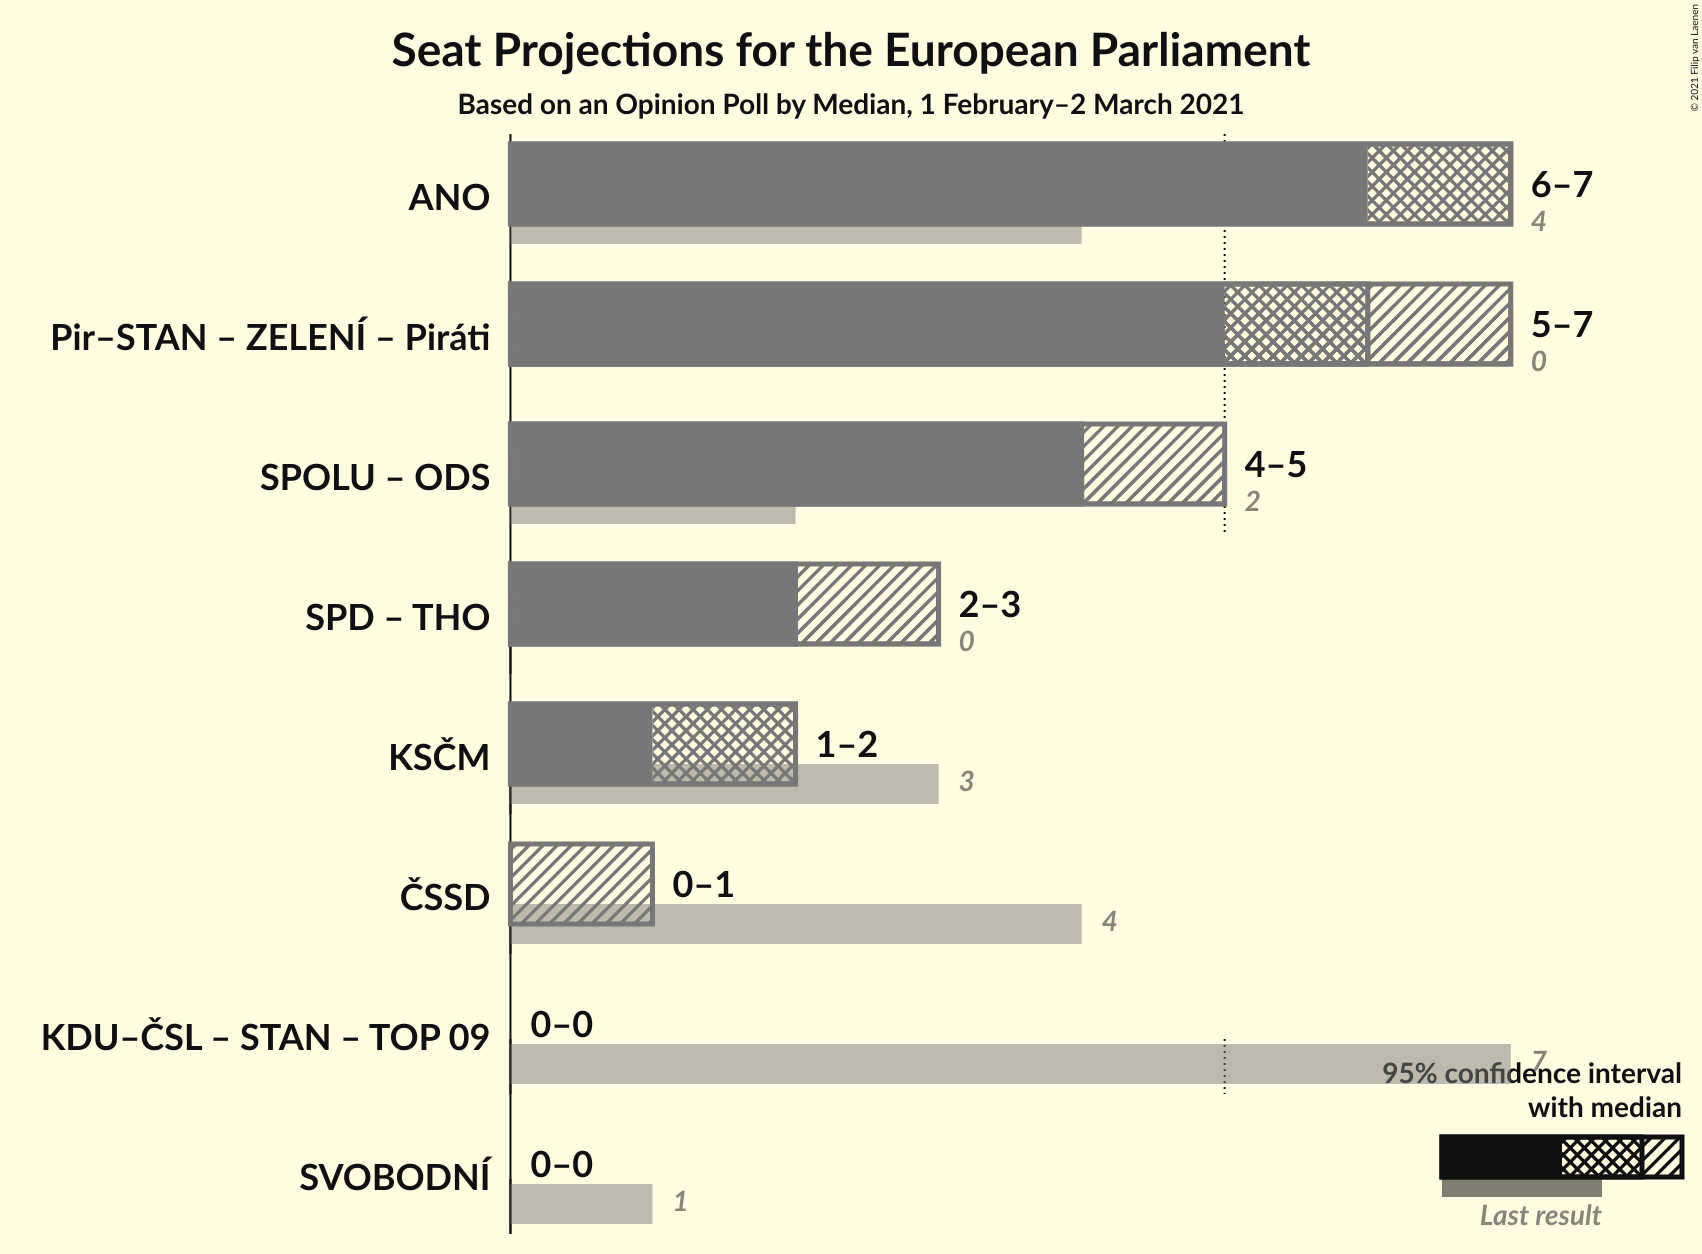 Seat Projections for the European Parliament
Based on an Opinion Poll by Median, 1 February–2 March 2021
© 2021 Filip van Laenen
ANO
6–7
4
Pir–STAN – ZELENÍ – Piráti
5–7
0
SPOLU – ODS
4–5
2
SPD – THO
2–3
0
KSČM
1–2
3
ČSSD
0–1
4
KDU–ČSL – STAN – TOP 09
0–0
7
SVOBODNÍ
0–0
1
95% confidence interval
with median
Last result